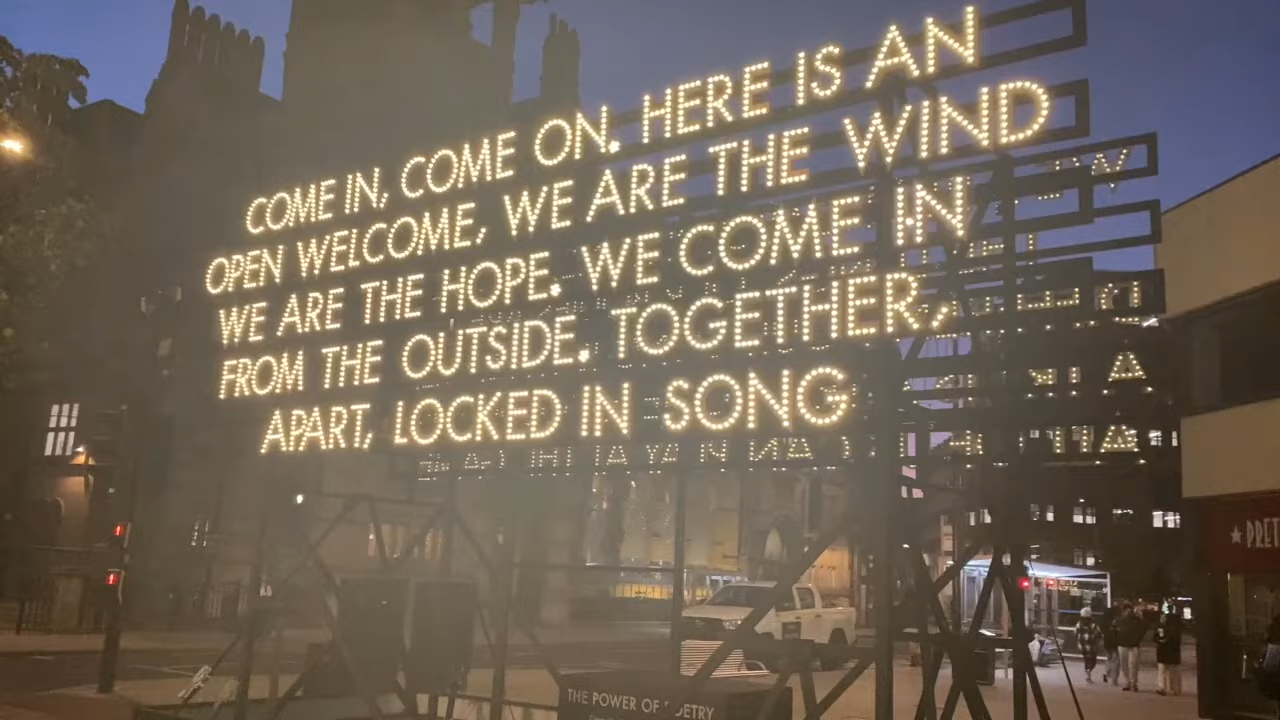 COME IN, COME ON. HERE IS AN
OPEN WELCOME, WE ARE THE WIND
WE ARE THE HOPE. WE COME IN
FROM THE OUTSIDE. TOGETHER,
APART, LOCKED IN SONG
THE POWER OF POETRY
PRET